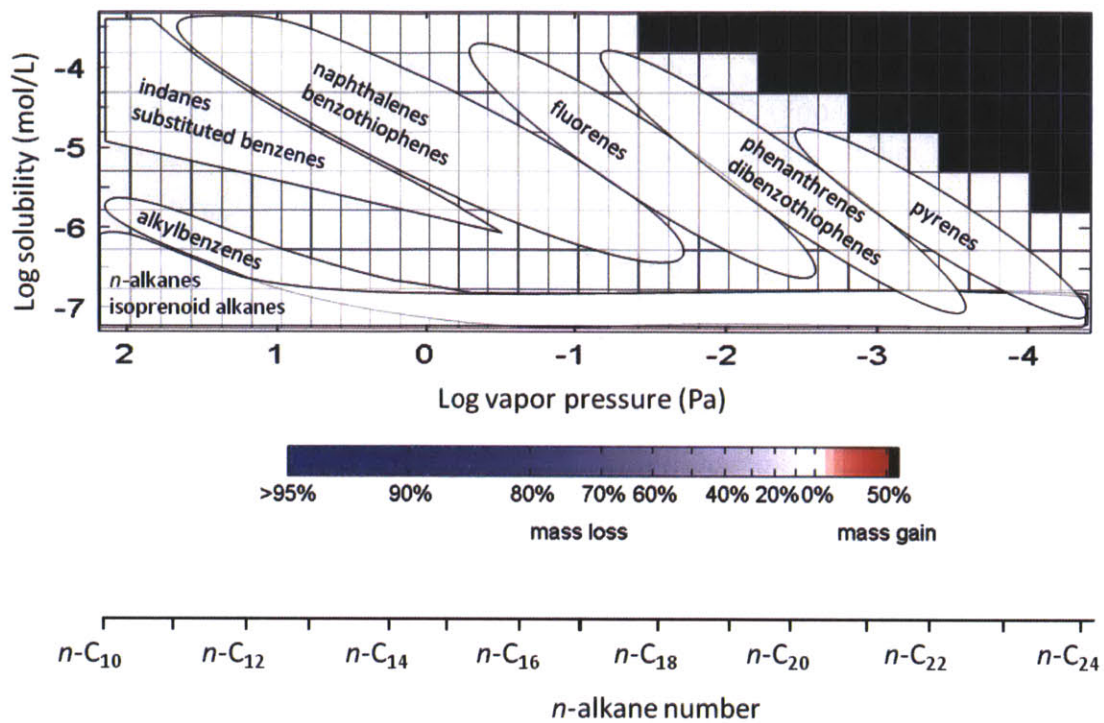 Log solubility (mol/L)
-4
-5
-6
-7
indanes
substituted benzenes
naphthalenes
benzothiophenes
fluorenes
phenanthrenes
dibenzothiophenes
pyrenes
alkylbenzenes
n-alkanes
isoprenoid alkanes
2 1 0 -1 -2 -3 -4
Log vapor pressure (Pa)
>95% 90% 80% 70% 60% 40% 20% 0% 50%
mass loss mass gain
n-C₁₀ n-C₁₂ n-C₁₄ n-C₁₆ n-C₁₈ n-C₂₀ n-C₂₂ n-C₂₄
n-alkane number